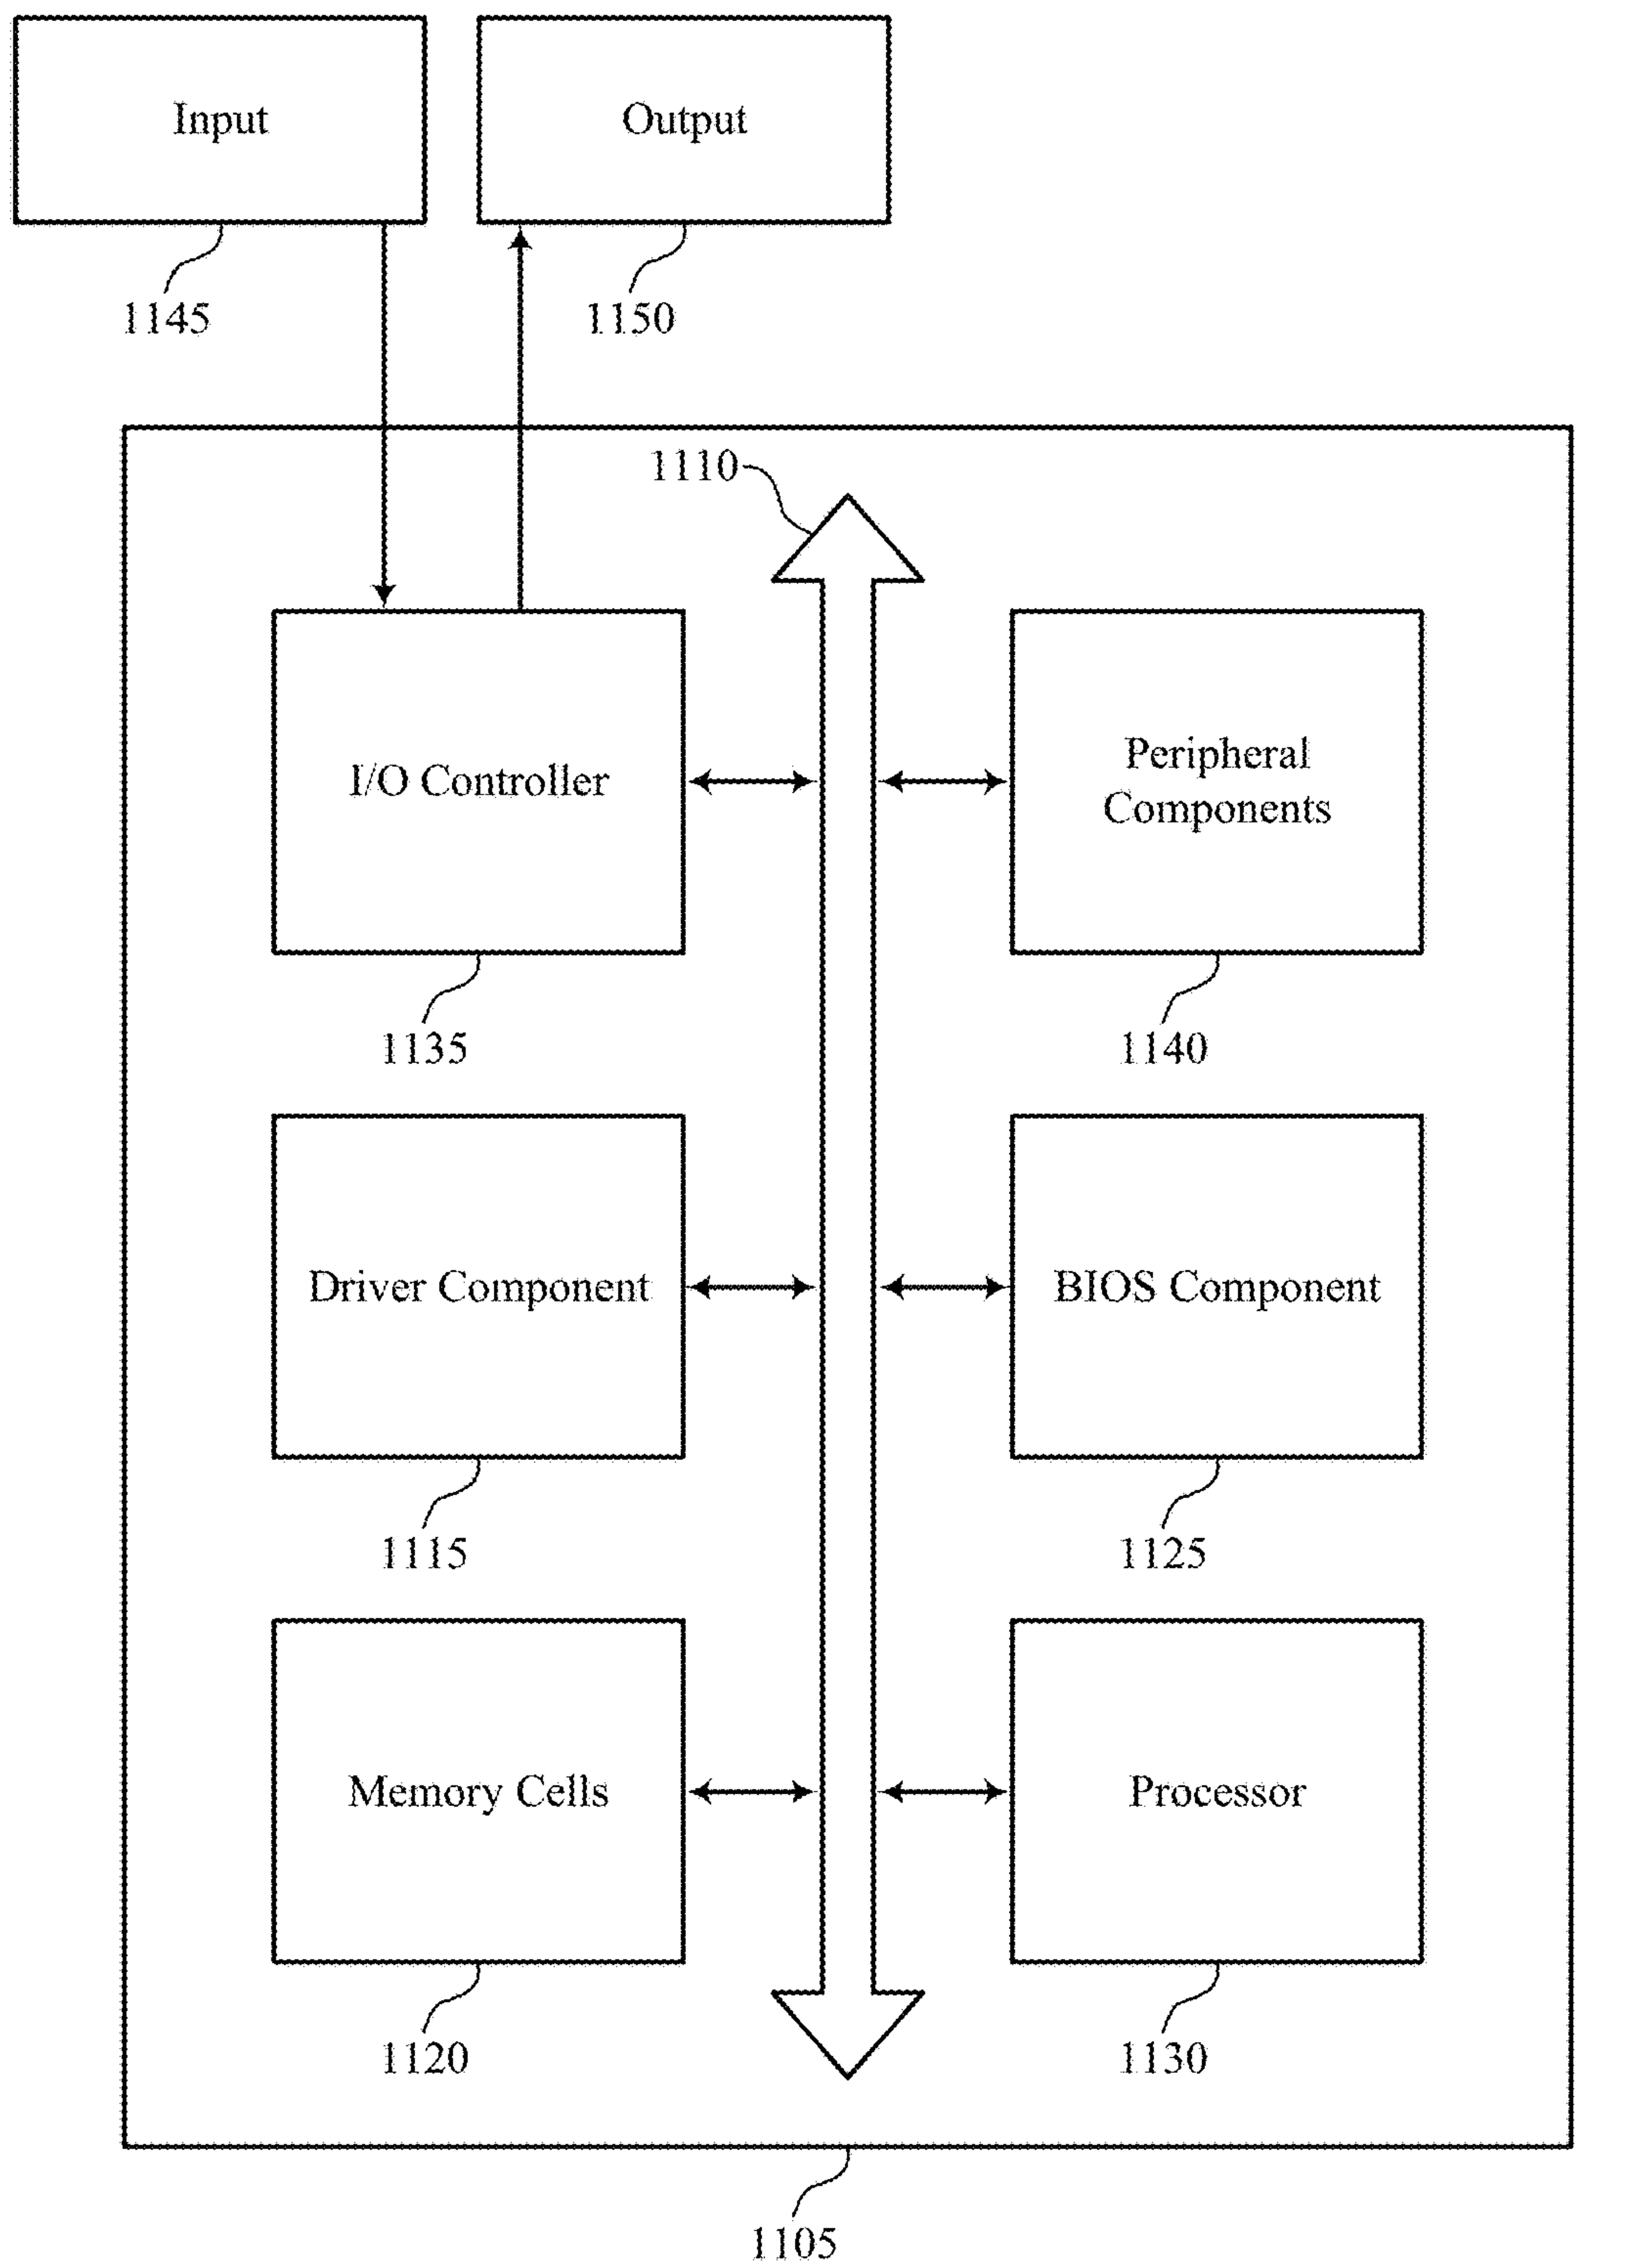 Input
Output
1145
1150
1110
I/O Controller
Peripheral
Components
1135
1140
Driver Component
BIOS Component
1115
1125
Memory Cells
Processor
1120
1130
1105